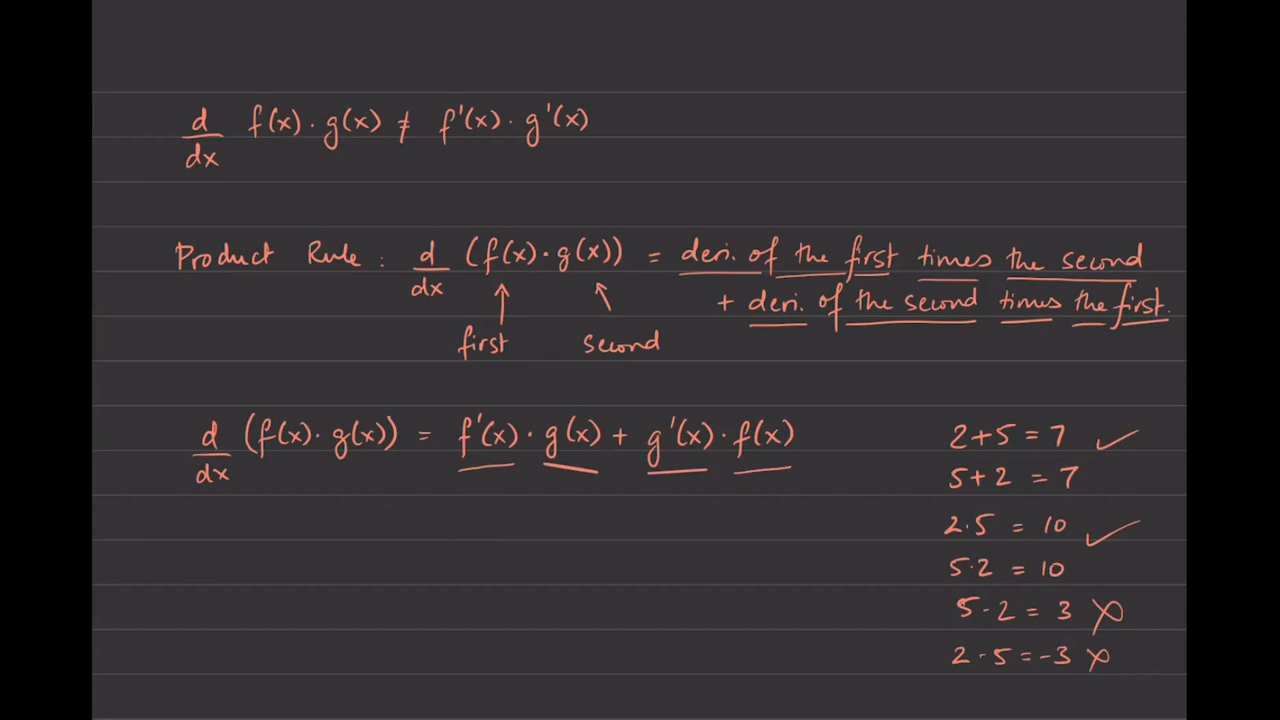 d/dx f(x) · g(x) ≠ f'(x) · g'(x)
Product Rule : d/dx (f(x) · g(x)) = deri. of the first times the second
+ deri. of the second times the first.
first second
d/dx (f(x) · g(x)) = f'(x) · g(x) + g'(x) · f(x)
2+5 = 7 ✓
5+2 = 7
2·5 = 10 ✓
5·2 = 10
5-2 = 3 ✗
2-5 = -3 ✗